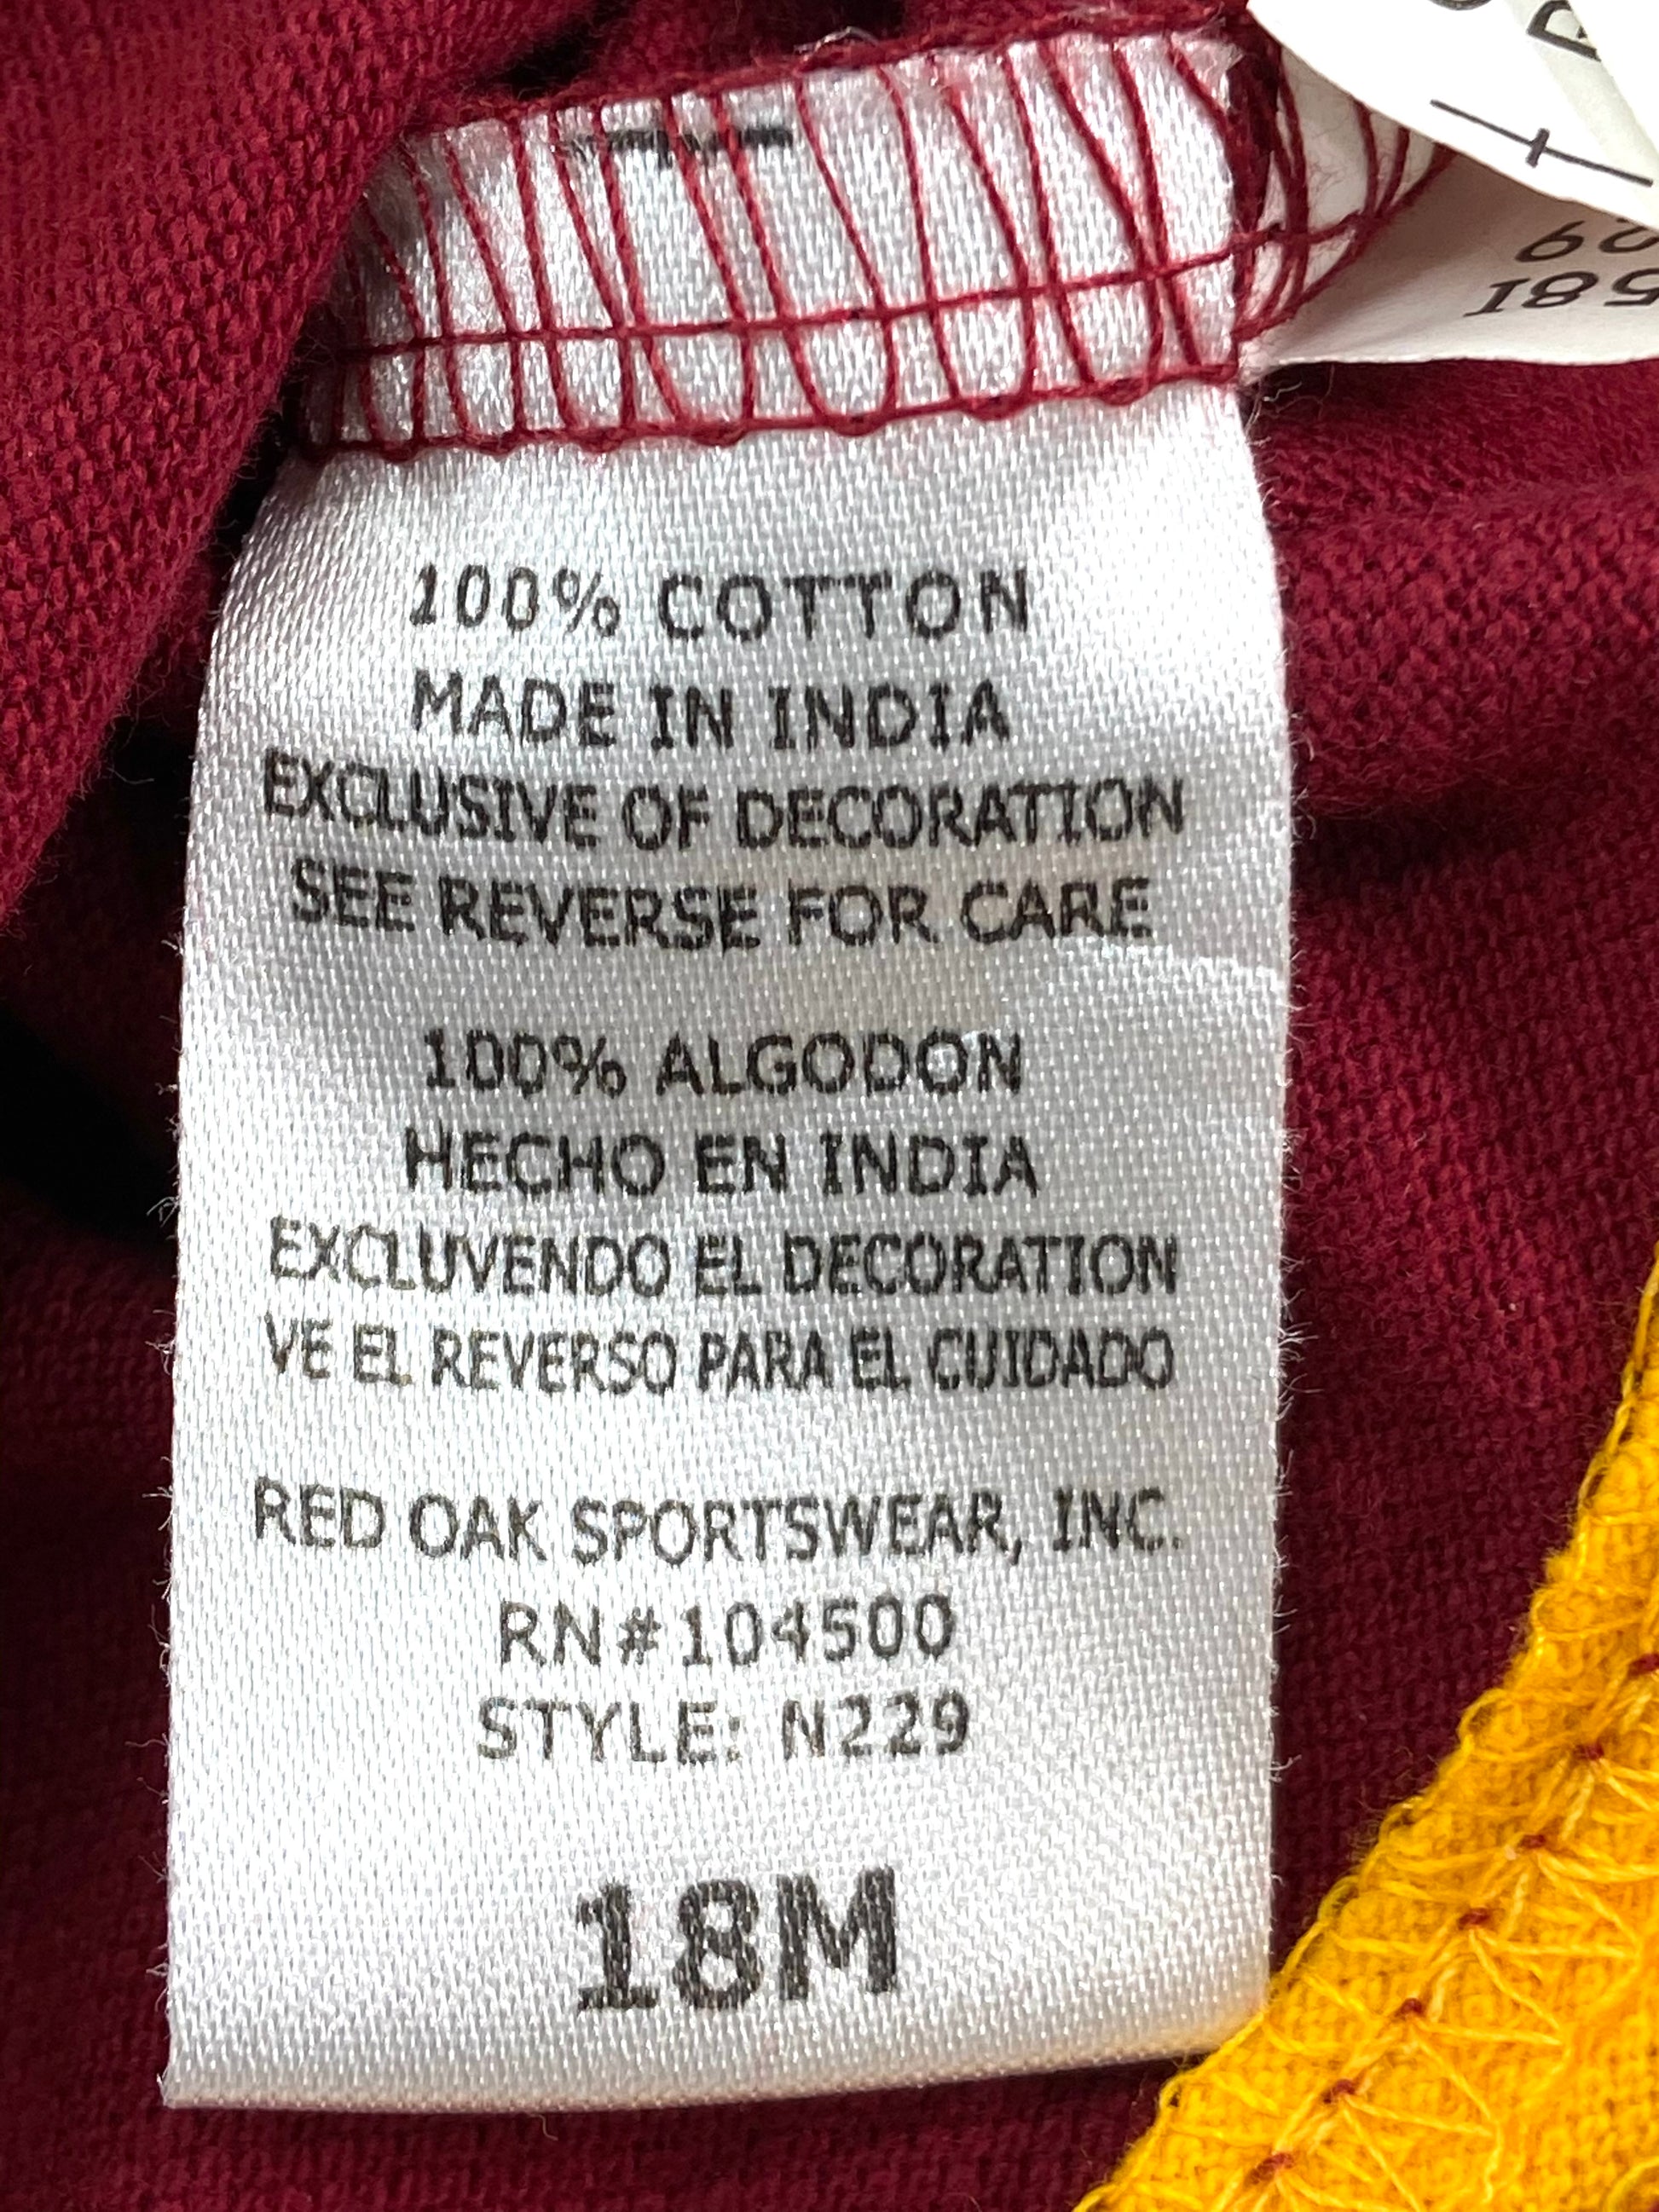 100% COTTON
MADE IN INDIA
EXCLUSIVE OF DECORATION
SEE REVERSE FOR CARE
100% ALGODON
HECHO EN INDIA
EXCLUVENDO EL DECORATION
VE EL REVERSO PARA EL CUIDADO
RED OAK SPORTSWEAR, INC.
RN#104500
STYLE: N229
18M